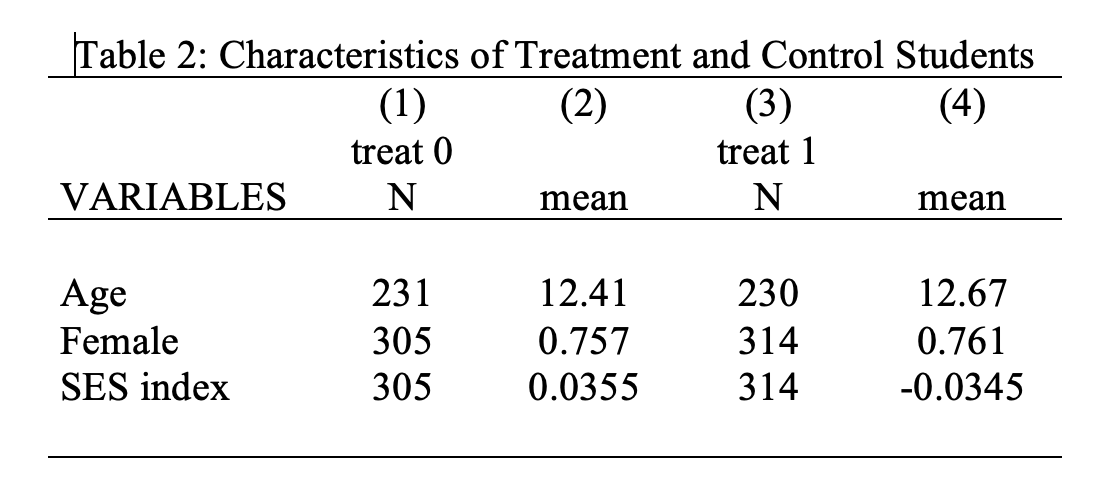 Table 2: Characteristics of Treatment and Control Students
(1) (2) (3) (4)
treat 0 treat 1
VARIABLES N mean N mean
Age 231 12.41 230 12.67
Female 305 0.757 314 0.761
SES index 305 0.0355 314 -0.0345